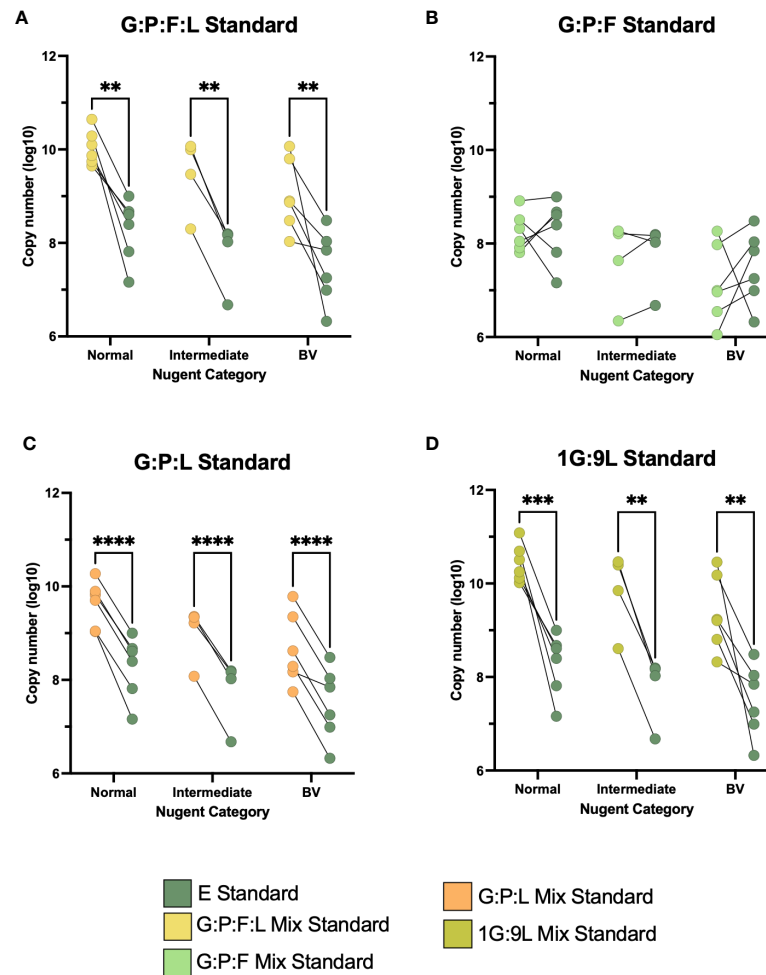 A
G:P:F:L Standard
12
10
8
6
Copy number (log10)
**
**
**
Normal
Intermediate
BV
Nugent Category
B
G:P:F Standard
12
10
8
6
Copy number (log10)
Normal
Intermediate
BV
Nugent Category
C
G:P:L Standard
12
10
8
6
Copy number (log10)
****
****
****
Normal
Intermediate
BV
Nugent Category
D
1G:9L Standard
12
10
8
6
Copy number (log10)
***
**
**
Normal
Intermediate
BV
Nugent Category
E Standard
G:P:F:L Mix Standard
G:P:F Mix Standard
G:P:L Mix Standard
1G:9L Mix Standard